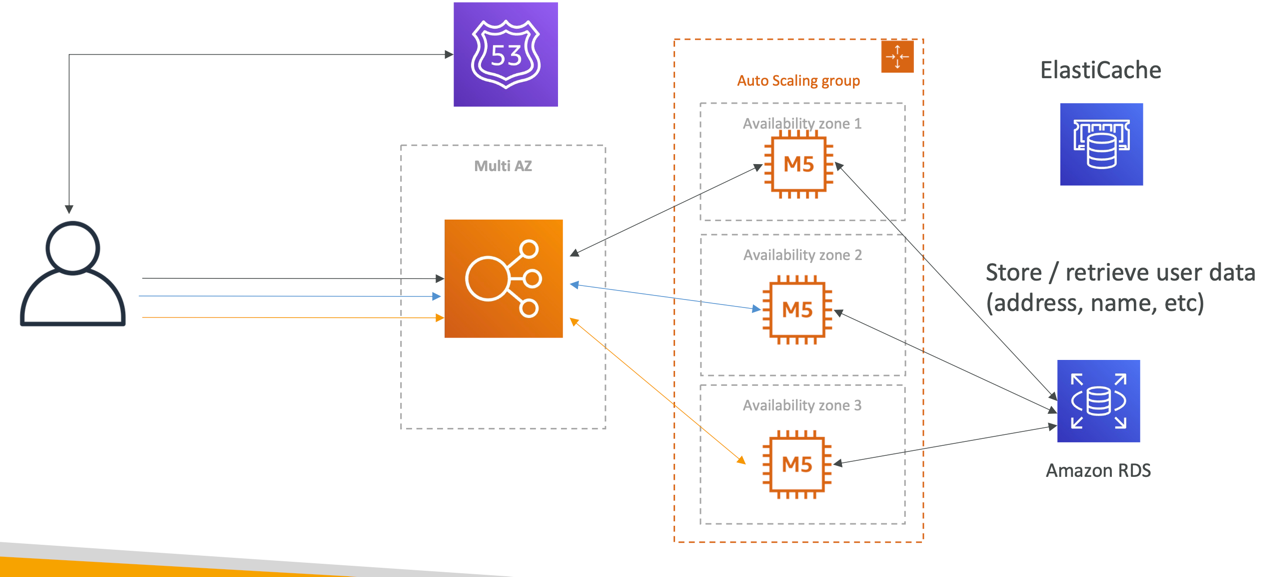 53
Auto Scaling group
ElastiCache
Availability zone 1
M5
Multi AZ
Availability zone 2
M5
Store / retrieve user data
(address, name, etc)
Availability zone 3
M5
Amazon RDS